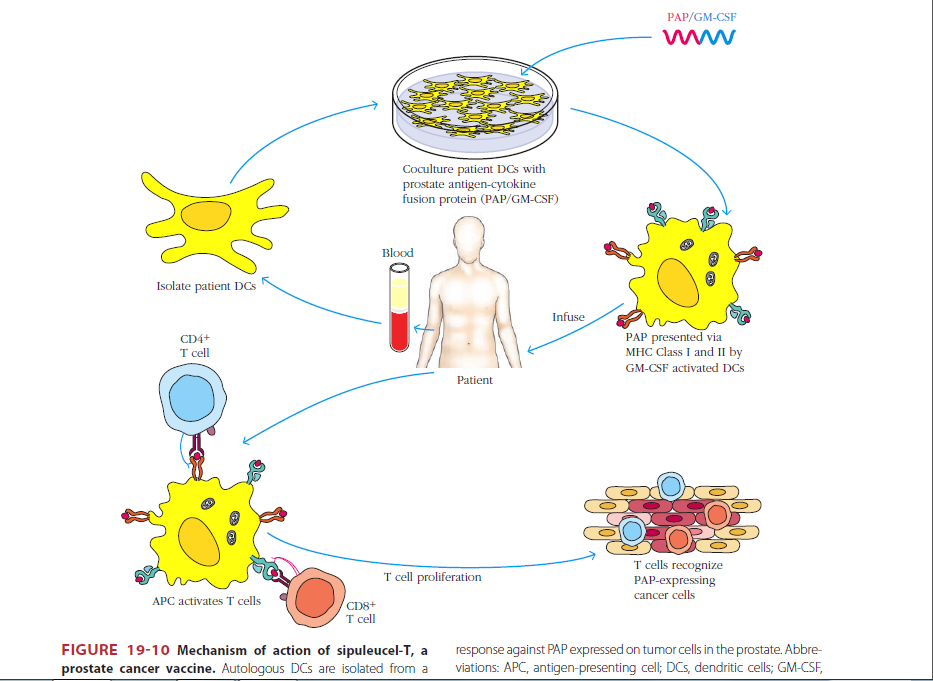 PAP/GM-CSF
Coculture patient DCs with
prostate antigen-cytokine
fusion protein (PAP/GM-CSF)
Isolate patient DCs
Blood
Patient
Infuse
PAP presented via
MHC Class I and II by
GM-CSF activated DCs
CD4+
T cell
APC activates T cells
CD8+
T cell
T cell proliferation
T cells recognize
PAP-expressing
cancer cells
FIGURE 19-10 Mechanism of action of sipuleucel-T, a
prostate cancer vaccine. Autologous DCs are isolated from a
response against PAP expressed on tumor cells in the prostate. Abbre-
viations: APC, antigen-presenting cell; DCs, dendritic cells; GM-CSF,